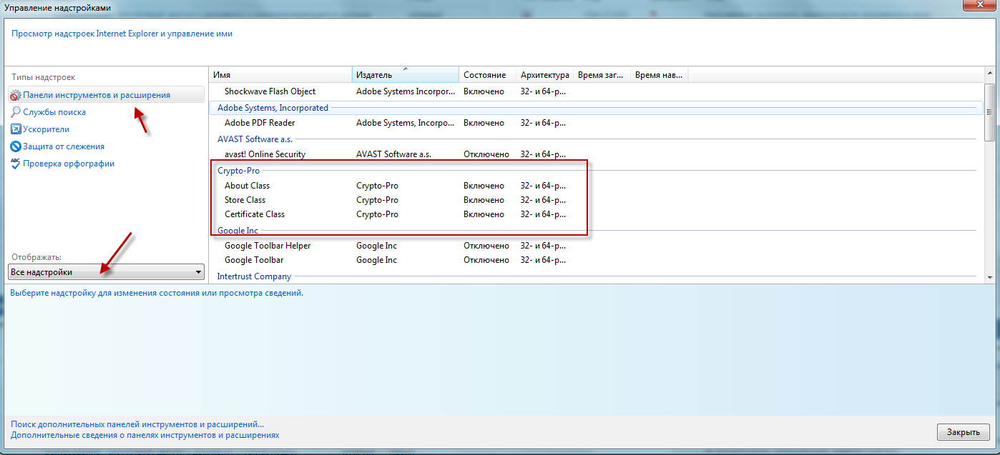 Управление надстройками
Просмотр надстроек Internet Explorer и управление ими
Типы надстроек
Панели инструментов и расширения
Службы поиска
Ускорители
Защита от слежения
Проверка орфографии
Отображать:
Все надстройки
Имя Издатель Состояние Архитектура Время заг... Время нав...
Shockwave Flash Object Adobe Systems Incorpor... Включено 32- и 64-р...
Adobe Systems, Incorporated
Adobe PDF Reader Adobe Systems, Incorpo... Включено 32- и 64-р...
AVAST Software a.s.
avast! Online Security AVAST Software a.s. Отключено 32- и 64-р...
Crypto-Pro
About Class Crypto-Pro Включено 32- и 64-р...
Store Class Crypto-Pro Включено 32- и 64-р...
Certificate Class Crypto-Pro Включено 32- и 64-р...
Google Inc
Google Toolbar Helper Google Inc Отключено 32- и 64-р...
Google Toolbar Google Inc Отключено 32- и 64-р...
Intertrust Company
Выберите надстройку для изменения состояния или просмотра сведений.
Поиск дополнительных панелей инструментов и расширений...
Дополнительные сведения о панелях инструментов и расширениях
Закрыть